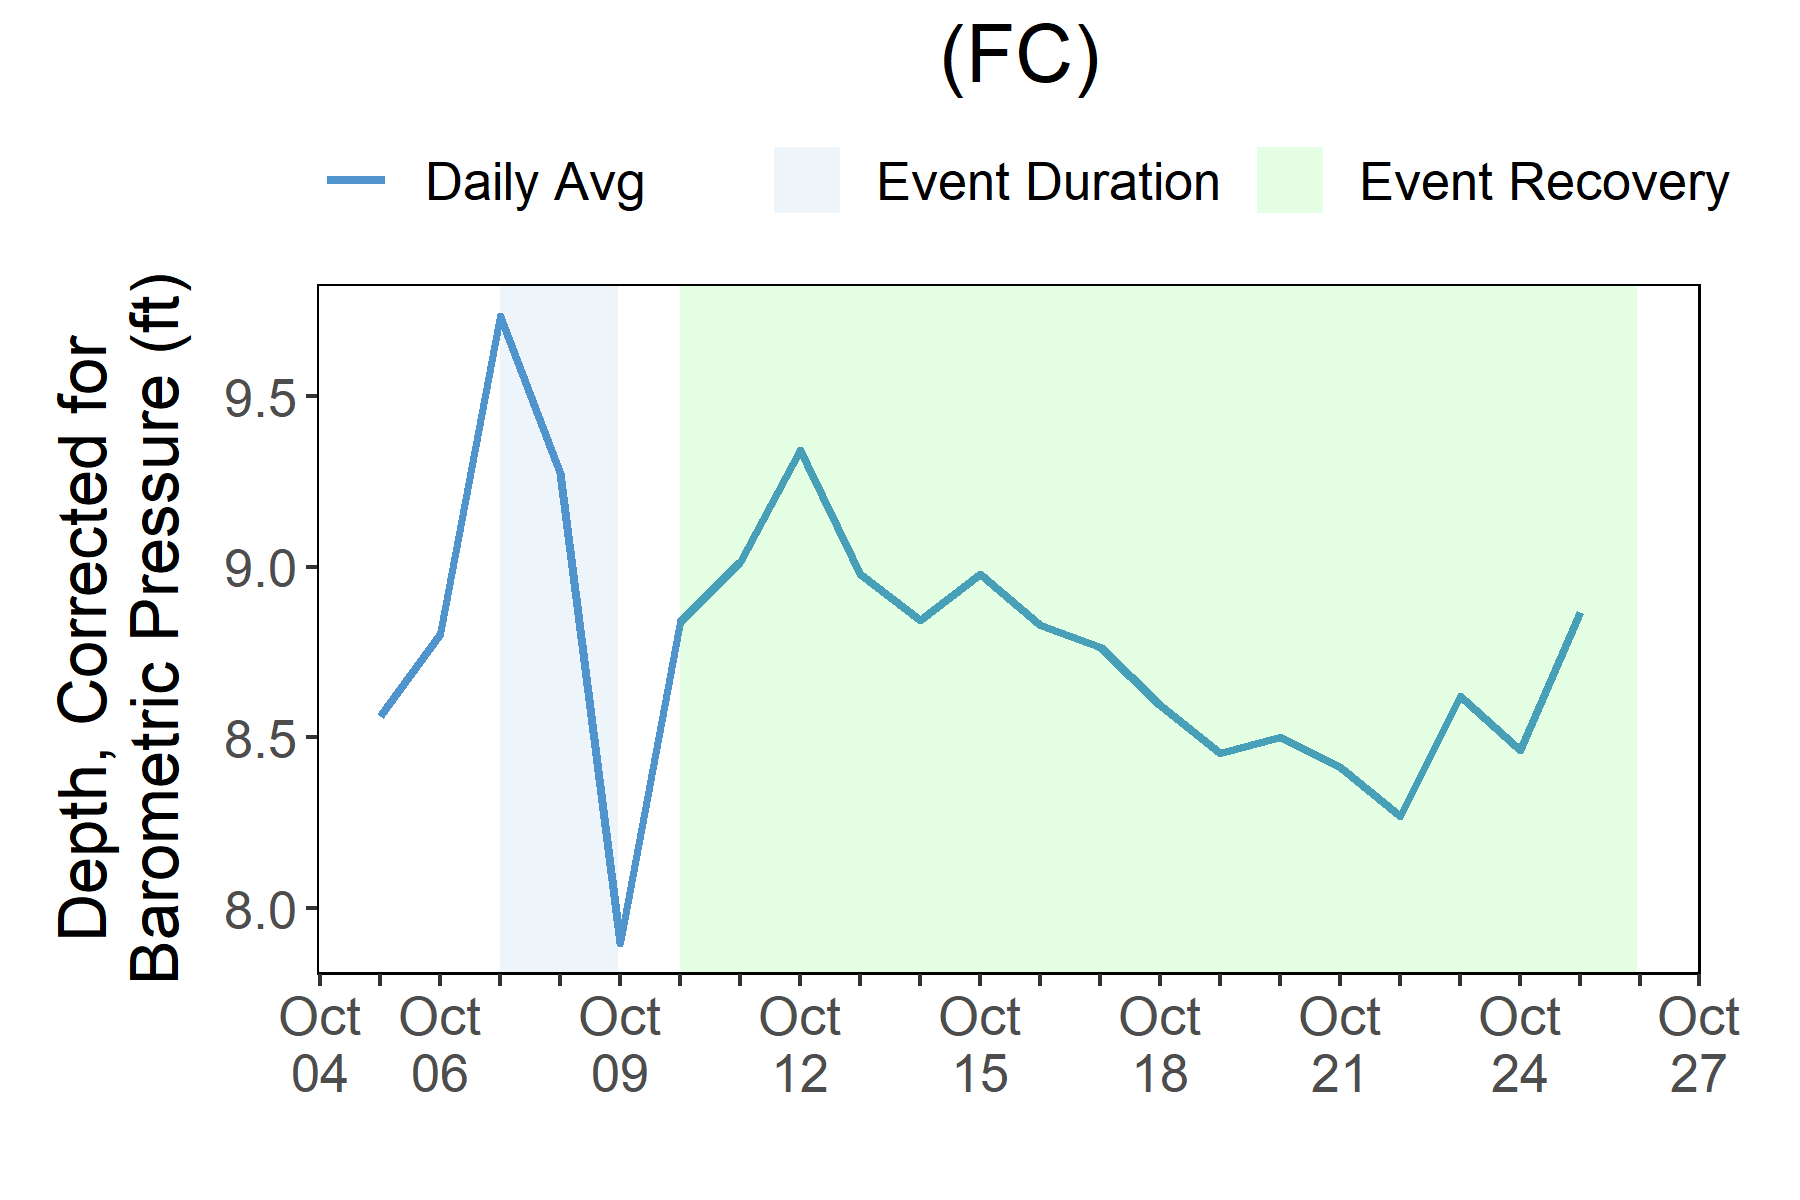 (FC)
Daily Avg
Event Duration
Event Recovery
Depth, Corrected for
Barometric Pressure (ft)
9.5
9.0
8.5
8.0
Oct 04
Oct 06
Oct 09
Oct 12
Oct 15
Oct 18
Oct 21
Oct 24
Oct 27